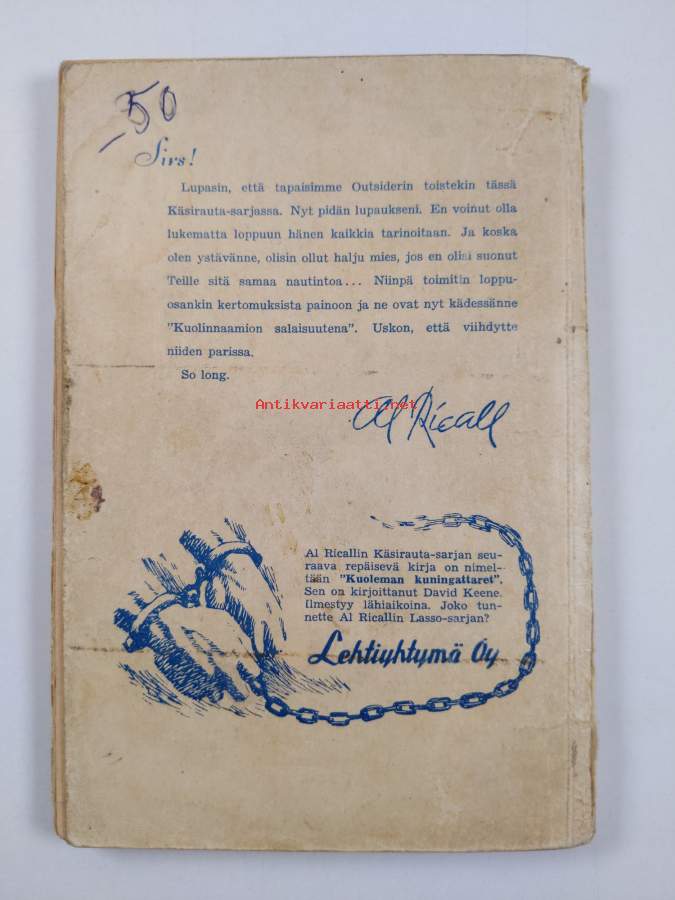 50
Sirs!
Lupasin, että tapaisimme Outsiderin toistekin tässä
Käsirauta-sarjassa. Nyt pidän lupaukseni. En voinut olla
lukematta loppuun hänen kaikkia tarinoitaan. Ja koska
olen ystävänne, olisin ollut halju mies, jos en olisi suonut
Teille sitä samaa nautintoa... Niinpä toimitin loppu-
osankin kertomuksista painoon ja ne ovat nyt kädessänne
"Kuolinnaamion salaisuutena". Uskon, että viihdytte
niiden parissa.
So long.
Antikvariaatti.net
Al Ricall
Al Ricallin Käsirauta-sarjan seu-
raava repäisevä kirja on nimel-
tään "Kuoleman kuningattaret".
Sen on kirjoittanut David Keene.
Ilmestyy lähiaikoina. Joko tun-
nette Al Ricallin Lasso-sarjan?
Lehtiyhtymä Oy